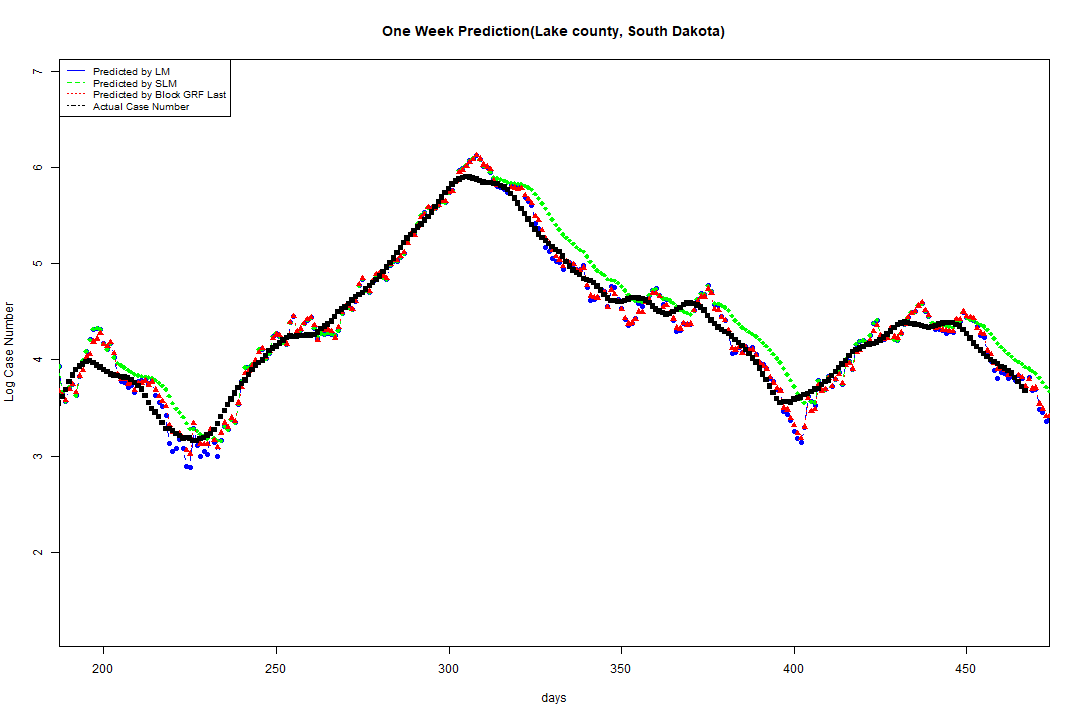 One Week Prediction(Lake county, South Dakota)
Predicted by LM
Predicted by SLM
Predicted by Block GRF Last
Actual Case Number
7
6
5
4
3
2
Log Case Number
200 250 300 350 400 450
days